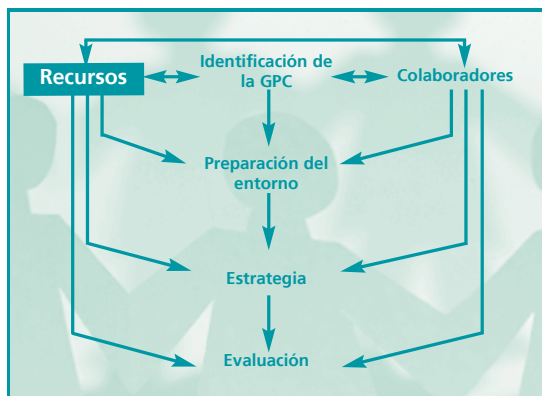 Recursos
Identificación de
la GPC
Colaboradores
Preparación del
entorno
Estrategia
Evaluación